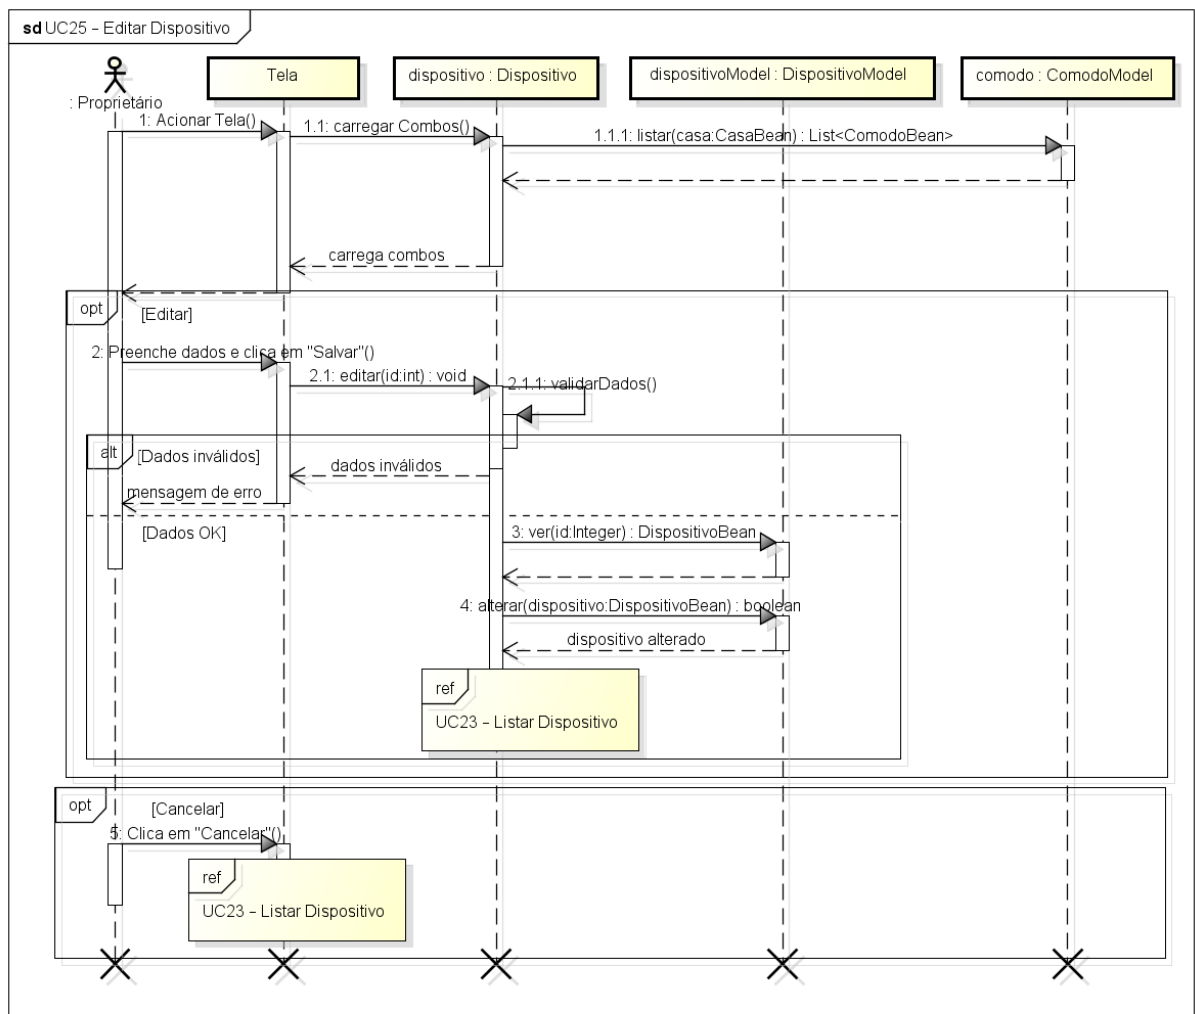 sd UC25 – Editar Dispositivo
: Proprietário
Tela
dispositivo : Dispositivo
dispositivoModel : DispositivoModel
comodo : ComodoModel
1: Acionar Tela()
1.1: carregar Combos()
1.1.1: listar(casa:CasaBean) : List<ComodoBean>
carrega combos
opt
[Editar]
2: Preenche dados e clica em "Salvar"()
2.1: editar(id:int) : void
2.1.1: validarDados()
alt
[Dados inválidos]
dados inválidos
mensagem de erro
[Dados OK]
3: ver(id:Integer) : DispositivoBean
4: alterar(dispositivo:DispositivoBean) : boolean
dispositivo alterado
ref
UC23 – Listar Dispositivo
opt
[Cancelar]
5: Clica em "Cancelar"()
ref
UC23 – Listar Dispositivo